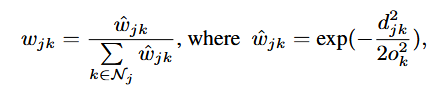 w_{jk} = \frac{\hat{w}_{jk}}{\sum_{k \in \mathcal{N}_j} \hat{w}_{jk}}, where \hat{w}_{jk} = \exp(-\frac{d_{jk}^2}{2o_k^2}),